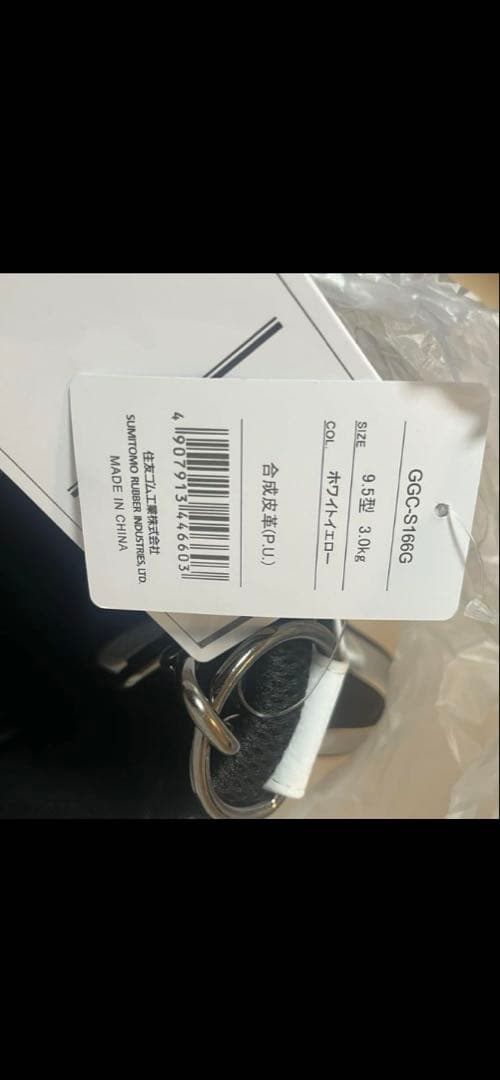 GGC-S166G
SIZE 9.5型 3.0kg
COL. ホワイトイエロー
合成皮革(P.U.)
4 907913 446603
住友ゴム工業株式会社
SUMITOMO RUBBER INDUSTRIES, LTD.
MADE IN CHINA